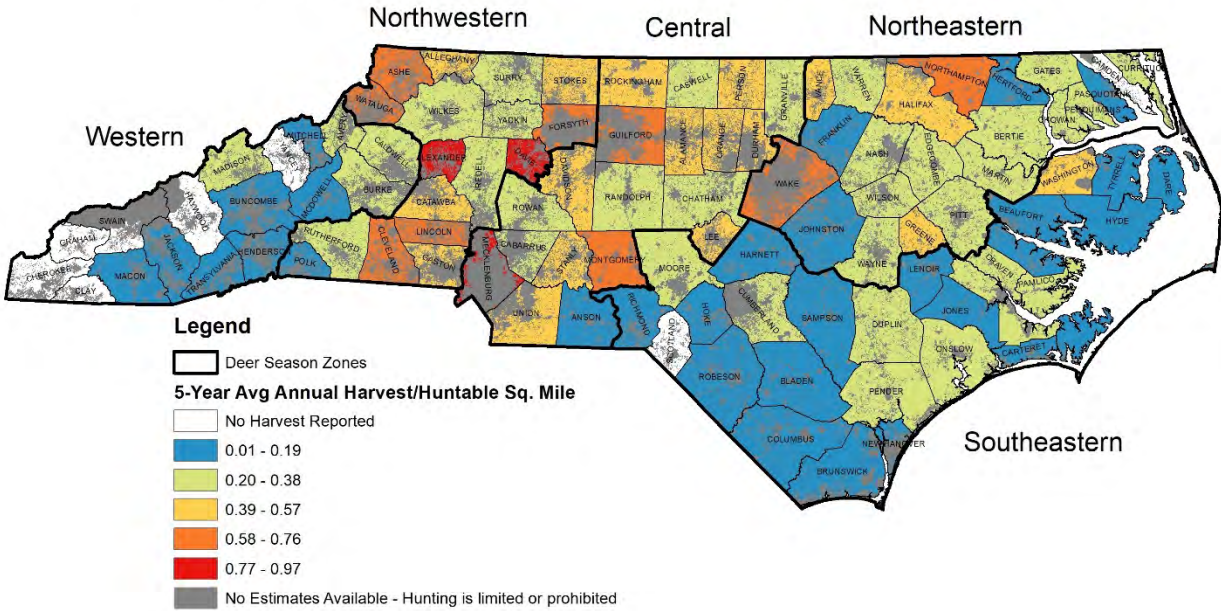 Northwestern
Central
Northeastern
Western
Southeastern
ASHE
ALLEGHANY
SURRY
STOKES
ROCKINGHAM
CASWELL
PERSON
GRANVILLE
VANCE
WARREN
NORTHAMPTON
HERTFORD
GATES
CAMDEN
CURRITUCK
PASQUOTANK
PERQUIMANS
CHOWAN
WATAUGA
WILKES
YADKIN
FORSYTH
GUILFORD
ALAMANCE
ORANGE
DURHAM
FRANKLIN
HALIFAX
BERTIE
MITCHELL
AVERY
YANCEY
MADISON
CALDWELL
ALEXANDER
IREDELL
DAVIE
DAVIDSON
RANDOLPH
CHATHAM
WAKE
NASH
EDGECOMBE
MARTIN
WASHINGTON
TYRRELL
DARE
BUNCOMBE
MCDOWELL
BURKE
CATAWBA
ROWAN
WILSON
PITT
BEAUFORT
HYDE
SWAIN
HAYWOOD
RUTHERFORD
LINCOLN
CABARRUS
STANLY
MONTGOMERY
MOORE
LEE
HARNETT
JOHNSTON
GREENE
WAYNE
GRAHAM
JACKSON
HENDERSON
POLK
CLEVELAND
GASTON
MECKLENBURG
CHEROKEE
CLAY
MACON
TRANSYLVANIA
UNION
ANSON
RICHMOND
SCOTLAND
HOKE
CUMBERLAND
SAMPSON
DUPLIN
LENOIR
CRAVEN
PAMLICO
JONES
ONSLOW
CARTERET
ROBESON
BLADEN
PENDER
COLUMBUS
BRUNSWICK
NEW HANOVER
Legend
Deer Season Zones
5-Year Avg Annual Harvest/Huntable Sq. Mile
No Harvest Reported
0.01 - 0.19
0.20 - 0.38
0.39 - 0.57
0.58 - 0.76
0.77 - 0.97
No Estimates Available - Hunting is limited or prohibited